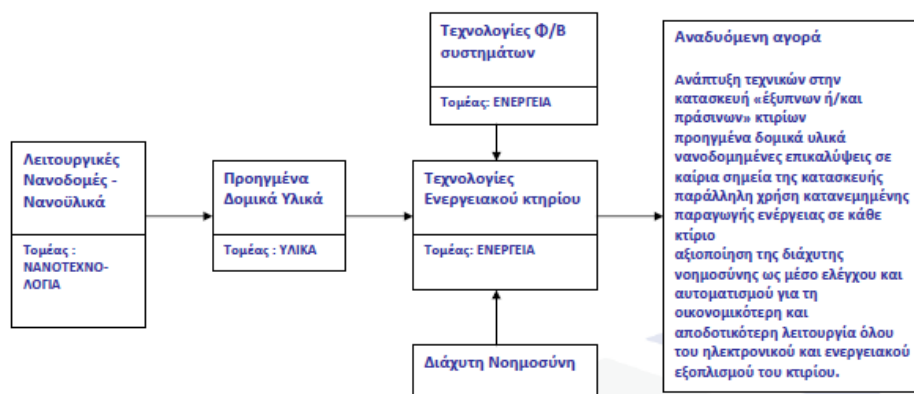 Λειτουργικές
Νανοδομές -
Νανοϋλικά
Τομέας :
ΝΑΝΟΤΕΧΝΟ-
ΛΟΓΙΑ
Προηγμένα
Δομικά Υλικά
Τομέας : ΥΛΙΚΑ
Τεχνολογίες Φ/Β
συστημάτων
Τομέας: ΕΝΕΡΓΕΙΑ
Τεχνολογίες
Ενεργειακού κτηρίου
Τομέας: ΕΝΕΡΓΕΙΑ
Διάχυτη Νοημοσύνη
Αναδυόμενη αγορά
Ανάπτυξη τεχνικών στην
κατασκευή «έξυπνων ή/και
πράσινων» κτιρίων
προηγμένα δομικά υλικά
νανοδομημένες επικαλύψεις σε
καίρια σημεία της κατασκευής
παράλληλη χρήση κατανεμημένης
παραγωγής ενέργειας σε κάθε
κτίριο
αξιοποίηση της διάχυτης
νοημοσύνης ως μέσο ελέγχου και
αυτοματισμού για τη
οικονομικότερη και
αποδοτικότερη λειτουργία όλου
του ηλεκτρονικού και ενεργειακού
εξοπλισμού του κτιρίου.